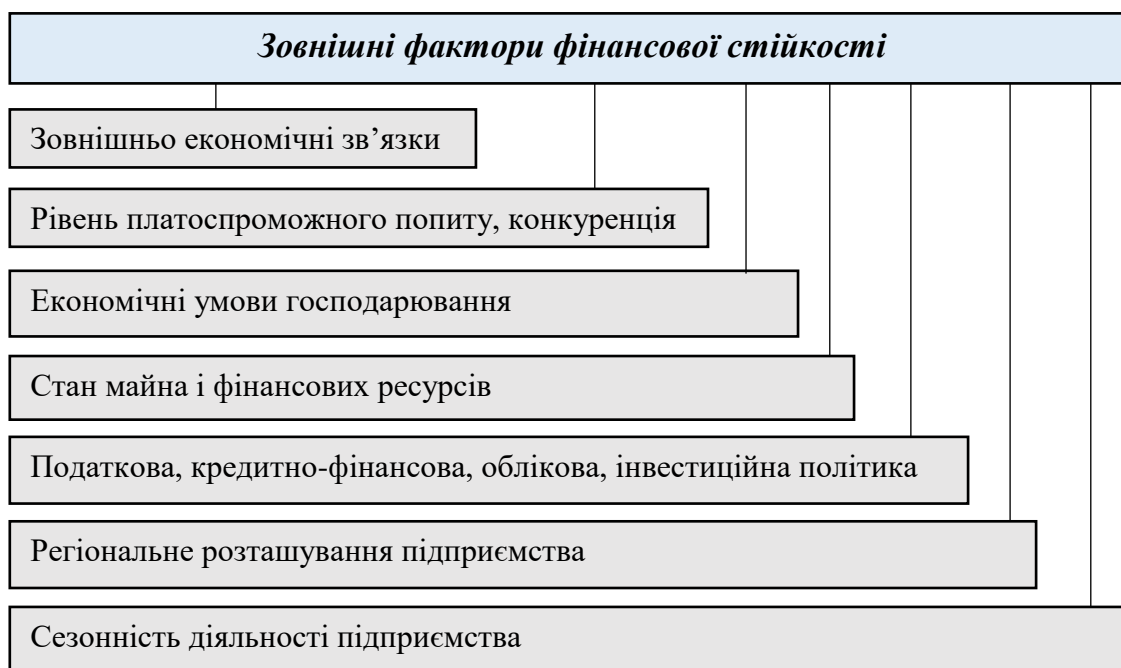 Зовнішні фактори фінансової стійкості
Зовнішньо економічні зв’язки
Рівень платоспроможного попиту, конкуренція
Економічні умови господарювання
Стан майна і фінансових ресурсів
Податкова, кредитно-фінансова, облікова, інвестиційна політика
Регіональне розташування підприємства
Сезонність діяльності підприємства